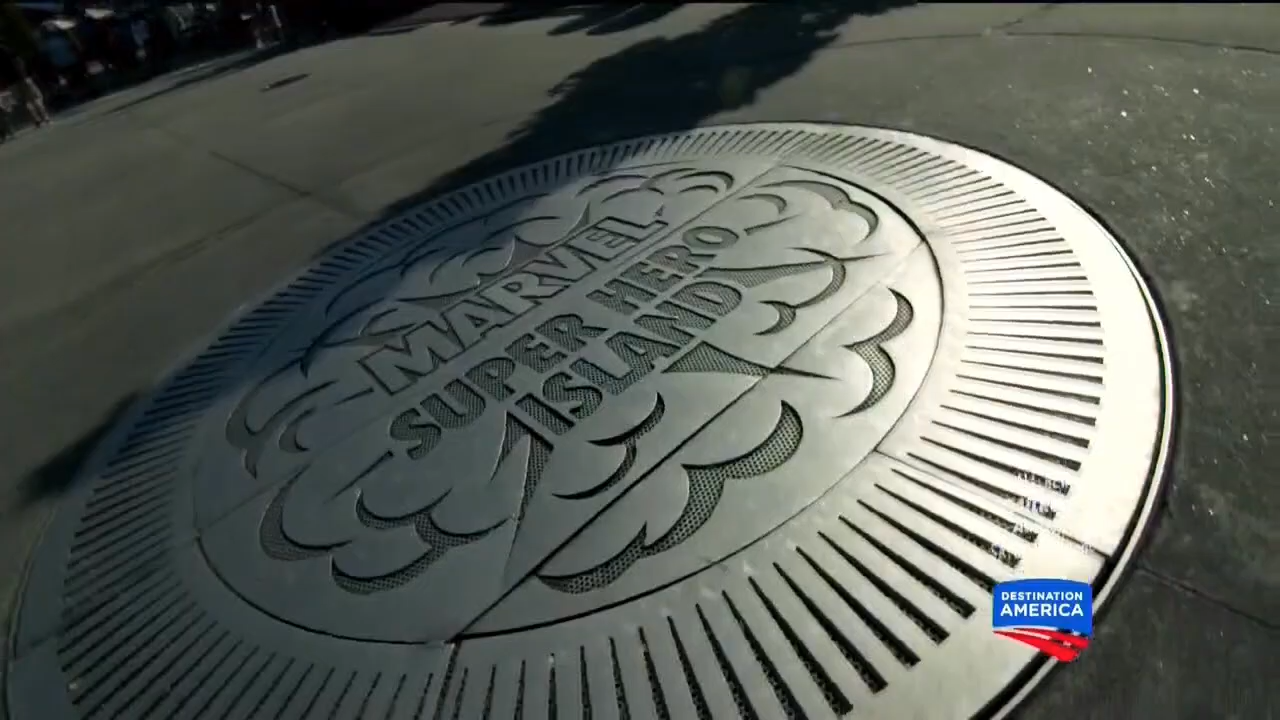 MARVEL
SUPER HERO
ISLAND
DESTINATION
AMERICA